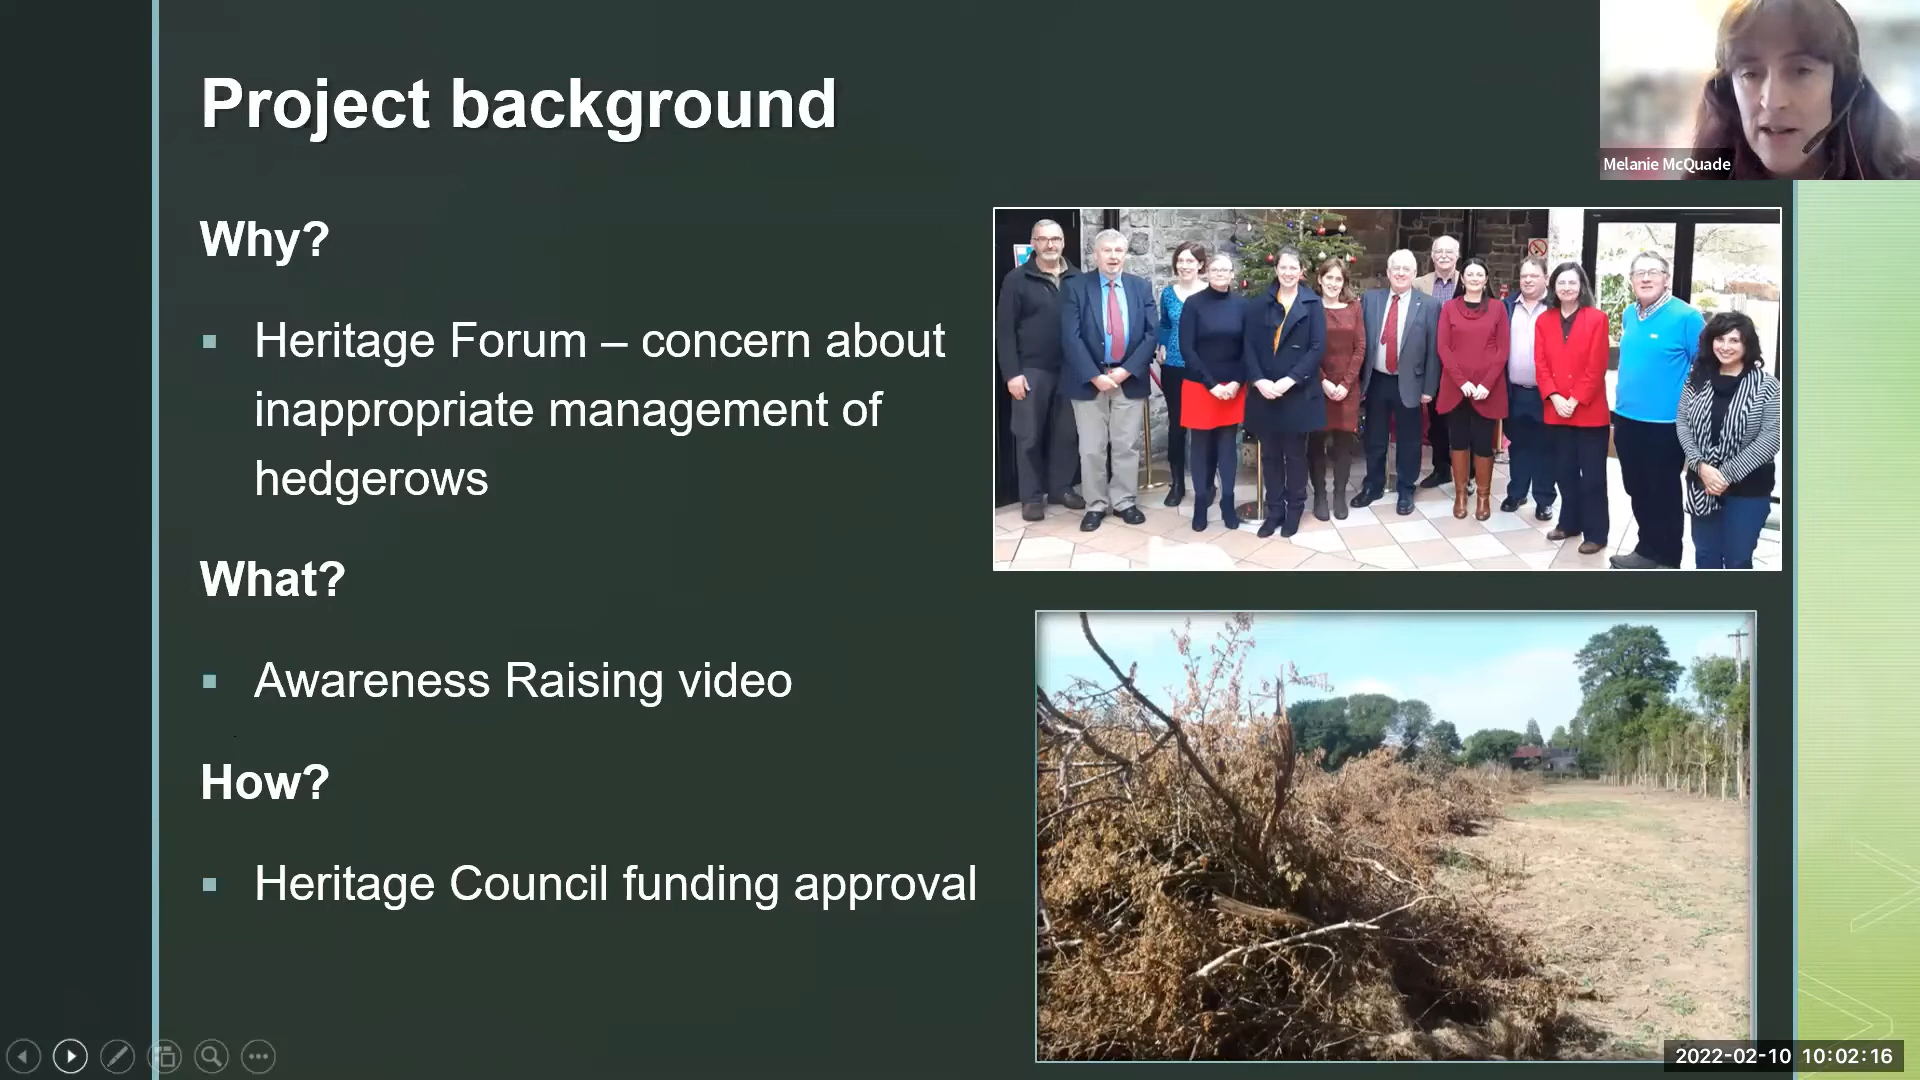 Project background
Melanie McQuade
Why?
Heritage Forum – concern about
inappropriate management of
hedgerows
What?
Awareness Raising video
How?
Heritage Council funding approval
2022-02-10 10:02:16